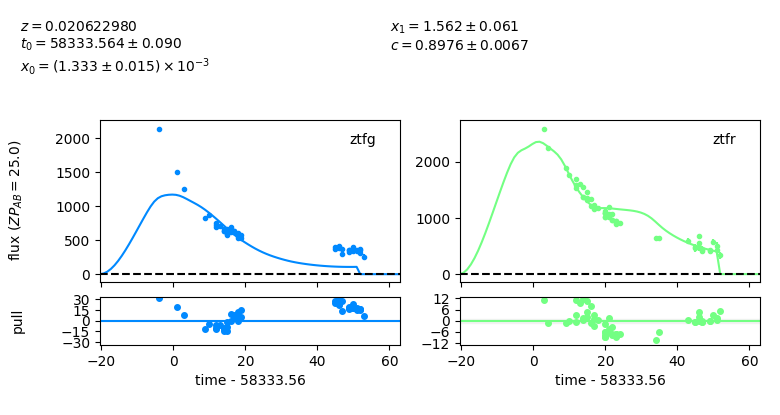 z = 0.020622980
t₀ = 58333.564 ± 0.090
x₀ = (1.333 ± 0.015) × 10⁻³
x₁ = 1.562 ± 0.061
c = 0.8976 ± 0.0067
flux (ZP_AB = 25.0)
2000
1500
1000
500
0
ztfg
2000
1000
0
ztfr
pull
30
15
0
−15
−30
−20 0 20 40 60
time - 58333.56
12
6
0
−6
−12
−20 0 20 40 60
time - 58333.56